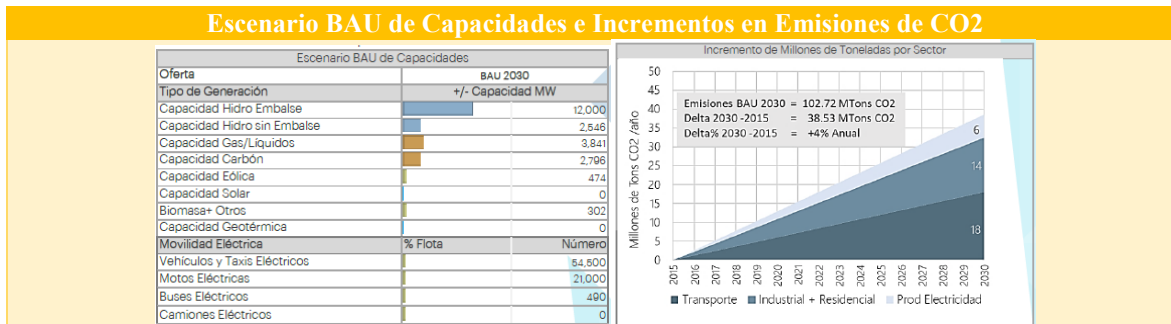 Escenario BAU de Capacidades e Incrementos en Emisiones de CO2
Escenario BAU de Capacidades
Oferta BAU 2030
Tipo de Generación +/- Capacidad MW
Capacidad Hidro Embalse 12,000
Capacidad Hidro sin Embalse 2,546
Capacidad Gas/Líquidos 3,841
Capacidad Carbón 2,796
Capacidad Eólica 474
Capacidad Solar 0
Biomasa+ Otros 302
Capacidad Geotérmica 0
Movilidad Eléctrica % Flota Número
Vehículos y Taxis Eléctricos 54,500
Motos Eléctricas 21,000
Buses Eléctricos 490
Camiones Eléctricos 0
Incremento de Millones de Toneladas por Sector
Millones de Tons CO2 /año
50
45
40
35
30
25
20
15
10
5
0
Emisiones BAU 2030 = 102.72 MTons CO2
Delta 2030 -2015 = 38.53 MTons CO2
Delta% 2030 -2015 = +4% Anual
6
14
18
2015 2016 2017 2018 2019 2020 2021 2022 2023 2024 2025 2026 2027 2028 2029 2030
Transporte Industrial + Residencial Prod Electricidad